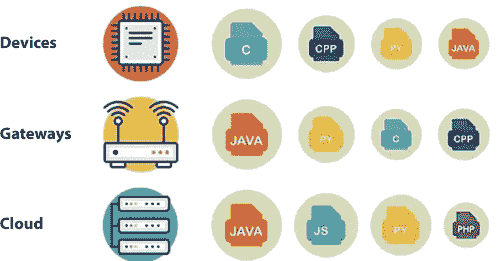 Devices
C
CPP
PY
JAVA
Gateways
JAVA
PY
C
CPP
Cloud
JAVA
JS
PY
PHP